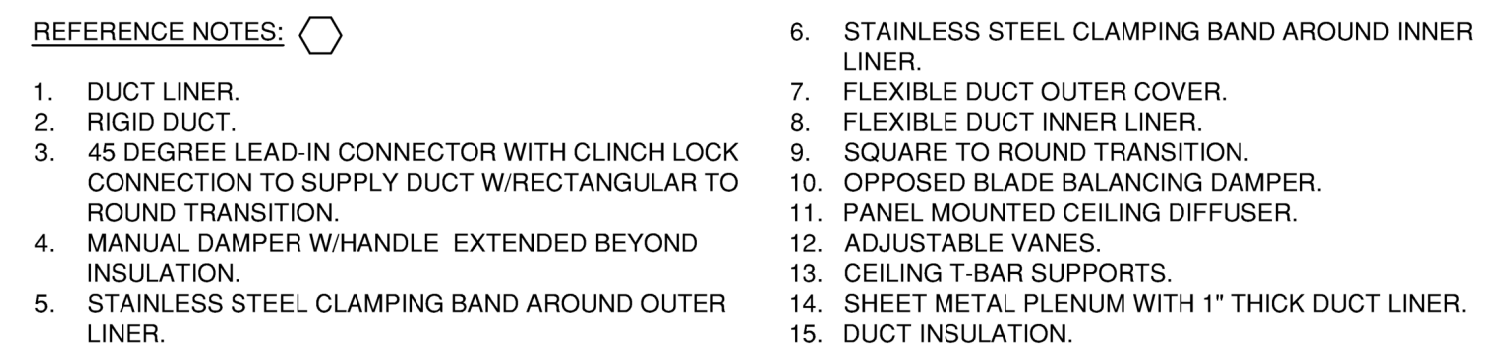 REFERENCE NOTES:
1. DUCT LINER.
2. RIGID DUCT.
3. 45 DEGREE LEAD-IN CONNECTOR WITH CLINCH LOCK
CONNECTION TO SUPPLY DUCT W/RECTANGULAR TO
ROUND TRANSITION.
4. MANUAL DAMPER W/HANDLE EXTENDED BEYOND
INSULATION.
5. STAINLESS STEEL CLAMPING BAND AROUND OUTER
LINER.
6. STAINLESS STEEL CLAMPING BAND AROUND INNER
LINER.
7. FLEXIBLE DUCT OUTER COVER.
8. FLEXIBLE DUCT INNER LINER.
9. SQUARE TO ROUND TRANSITION.
10. OPPOSED BLADE BALANCING DAMPER.
11. PANEL MOUNTED CEILING DIFFUSER.
12. ADJUSTABLE VANES.
13. CEILING T-BAR SUPPORTS.
14. SHEET METAL PLENUM WITH 1" THICK DUCT LINER.
15. DUCT INSULATION.